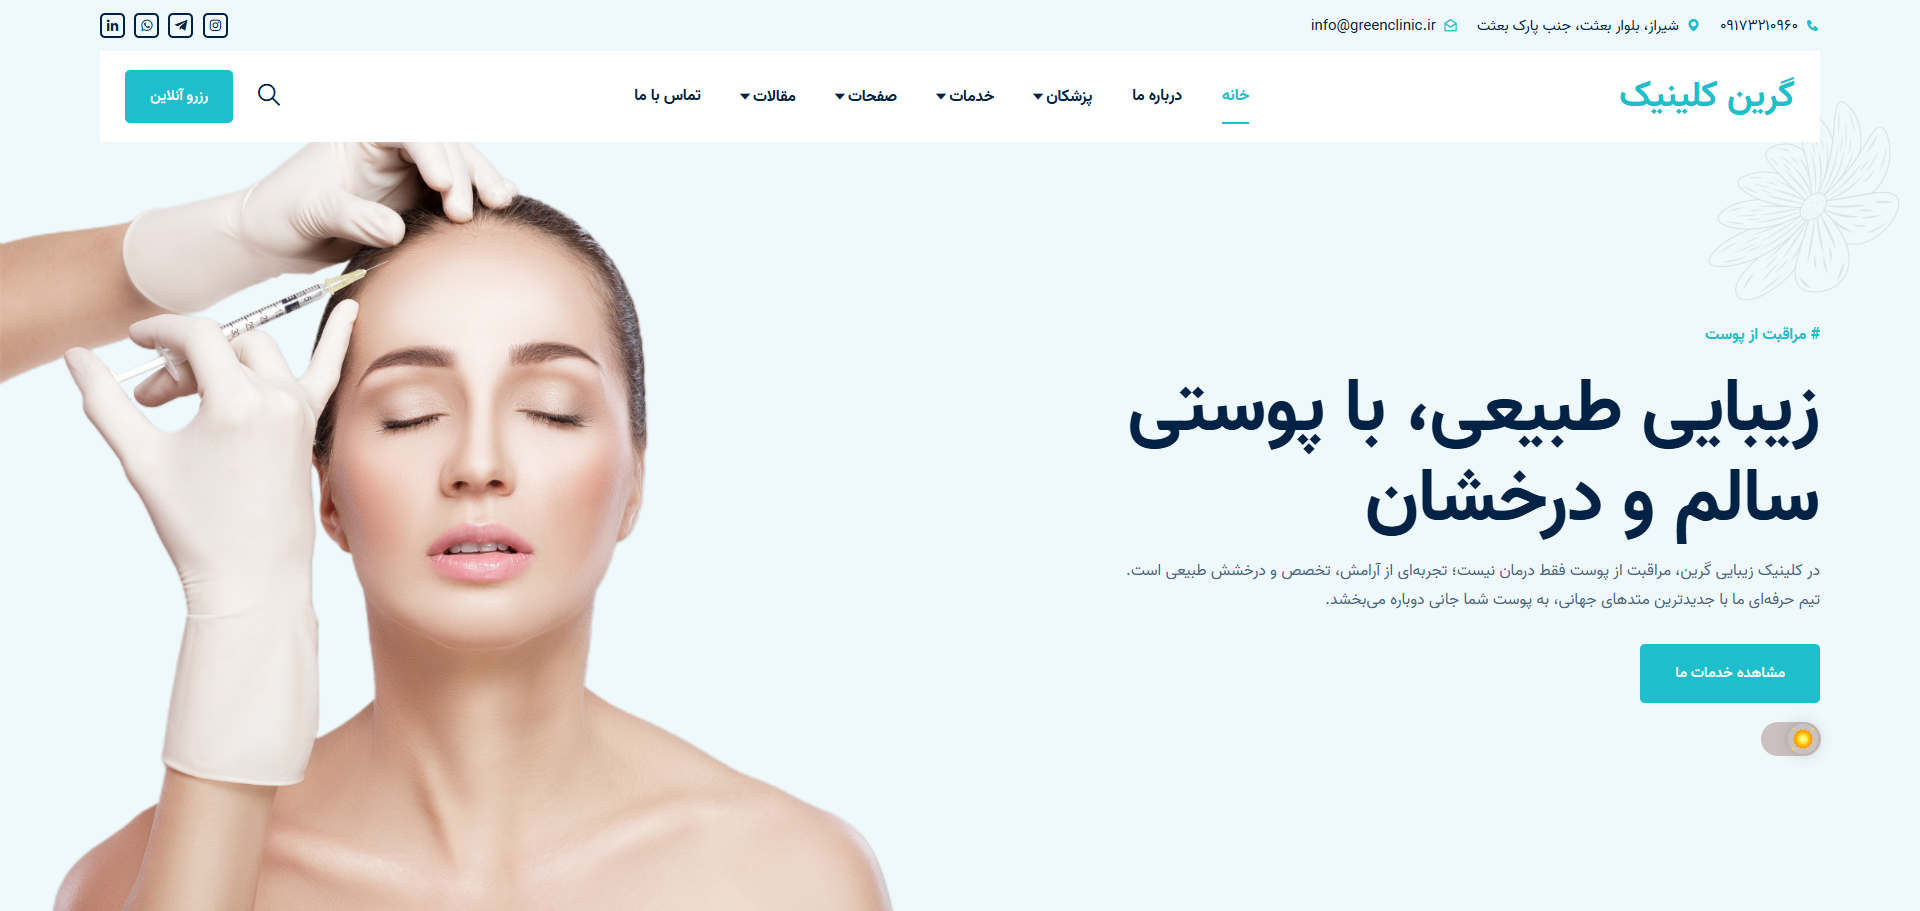 ۰۹۱۷۳۲۱۰۹۶۰
شیراز، بلوار بعثت، جنب پارک بعثت
info@greenclinic.ir
گرین کلینیک
خانه
درباره ما
پزشکان
خدمات
صفحات
مقالات
تماس با ما
رزرو آنلاین
# مراقبت از پوست
زیبایی طبیعی، با پوستی
سالم و درخشان
در کلینیک زیبایی گرین، مراقبت از پوست فقط درمان نیست؛ تجربه‌ای از آرامش، تخصص و درخشش طبیعی است.
تیم حرفه‌ای ما با جدیدترین متدهای جهانی، به پوست شما جانی دوباره می‌بخشد.
مشاهده خدمات ما